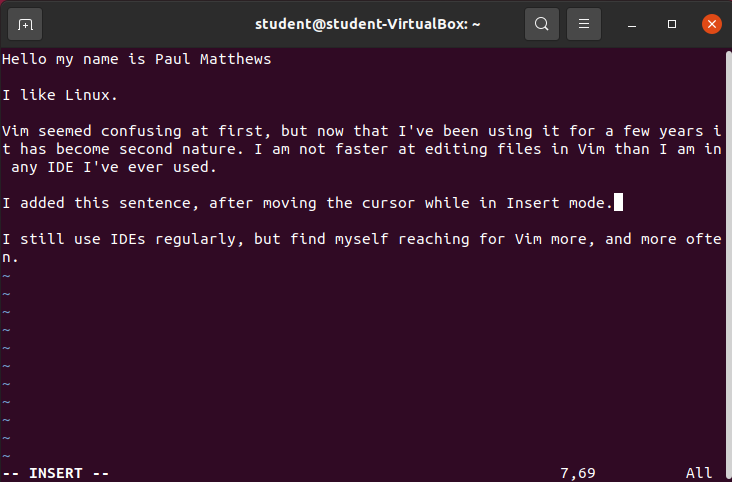 student@student-VirtualBox: ~
Hello my name is Paul Matthews
I like Linux.
Vim seemed confusing at first, but now that I've been using it for a few years i
t has become second nature. I am not faster at editing files in Vim than I am in
 any IDE I've ever used.
I added this sentence, after moving the cursor while in Insert mode.
I still use IDEs regularly, but find myself reaching for Vim more, and more ofte
n.
~
~
~
~
~
~
~
~
~
~
~
-- INSERT -- 7,69 All